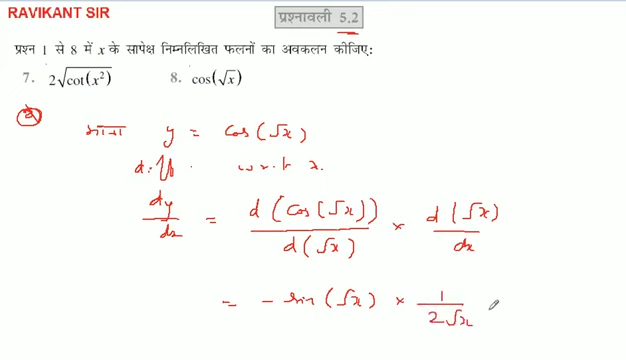 RAVIKANT SIR
प्रश्नावली 5.2
प्रश्न 1 से 8 में x के सापेक्ष निम्नलिखित फलनों का अवकलन कीजिए:
7. 2√cot(x²) 8. cos(√x)
माना y = cos(√x)
diff. w.r.t x.
dy/dx = d(cos(√x))/d(√x) × d(√x)/dx
= - sin(√x) × 1/2√x